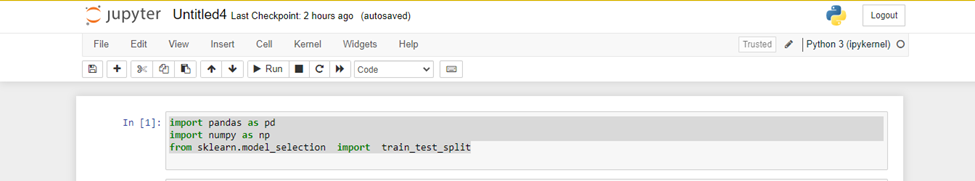 jupyter Untitled4 Last Checkpoint: 2 hours ago (autosaved) Logout
File Edit View Insert Cell Kernel Widgets Help Trusted Python 3 (ipykernel)
Run Code
In [1]: import pandas as pd
import numpy as np
from sklearn.model_selection  import  train_test_split